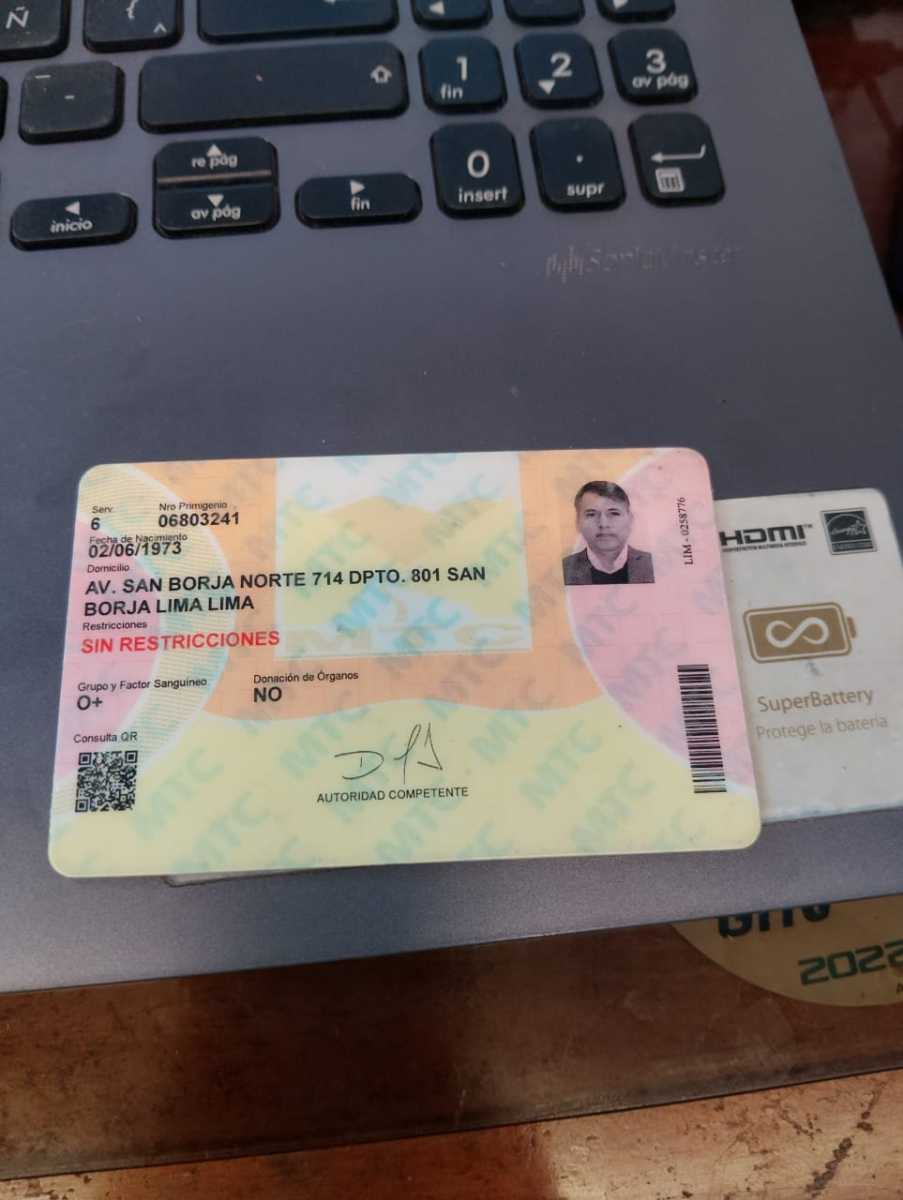 Ñ
^
1
fin
2
3
av pág
re pág
av pág
inicio
fin
0
insert
.
supr
Serv.
Nro Primigenio
6
06803241
Fecha de Nacimiento
02/06/1973
Domicilio
AV. SAN BORJA NORTE 714 DPTO. 801 SAN
BORJA LIMA LIMA
Restricciones
SIN RESTRICCIONES
Grupo y Factor Sanguineo
O+
Donación de Órganos
NO
Consulta QR
AUTORIDAD COMPETENTE
LIM - 0258776
MTC
HDMI™
SuperBattery
Protege la batería
2022